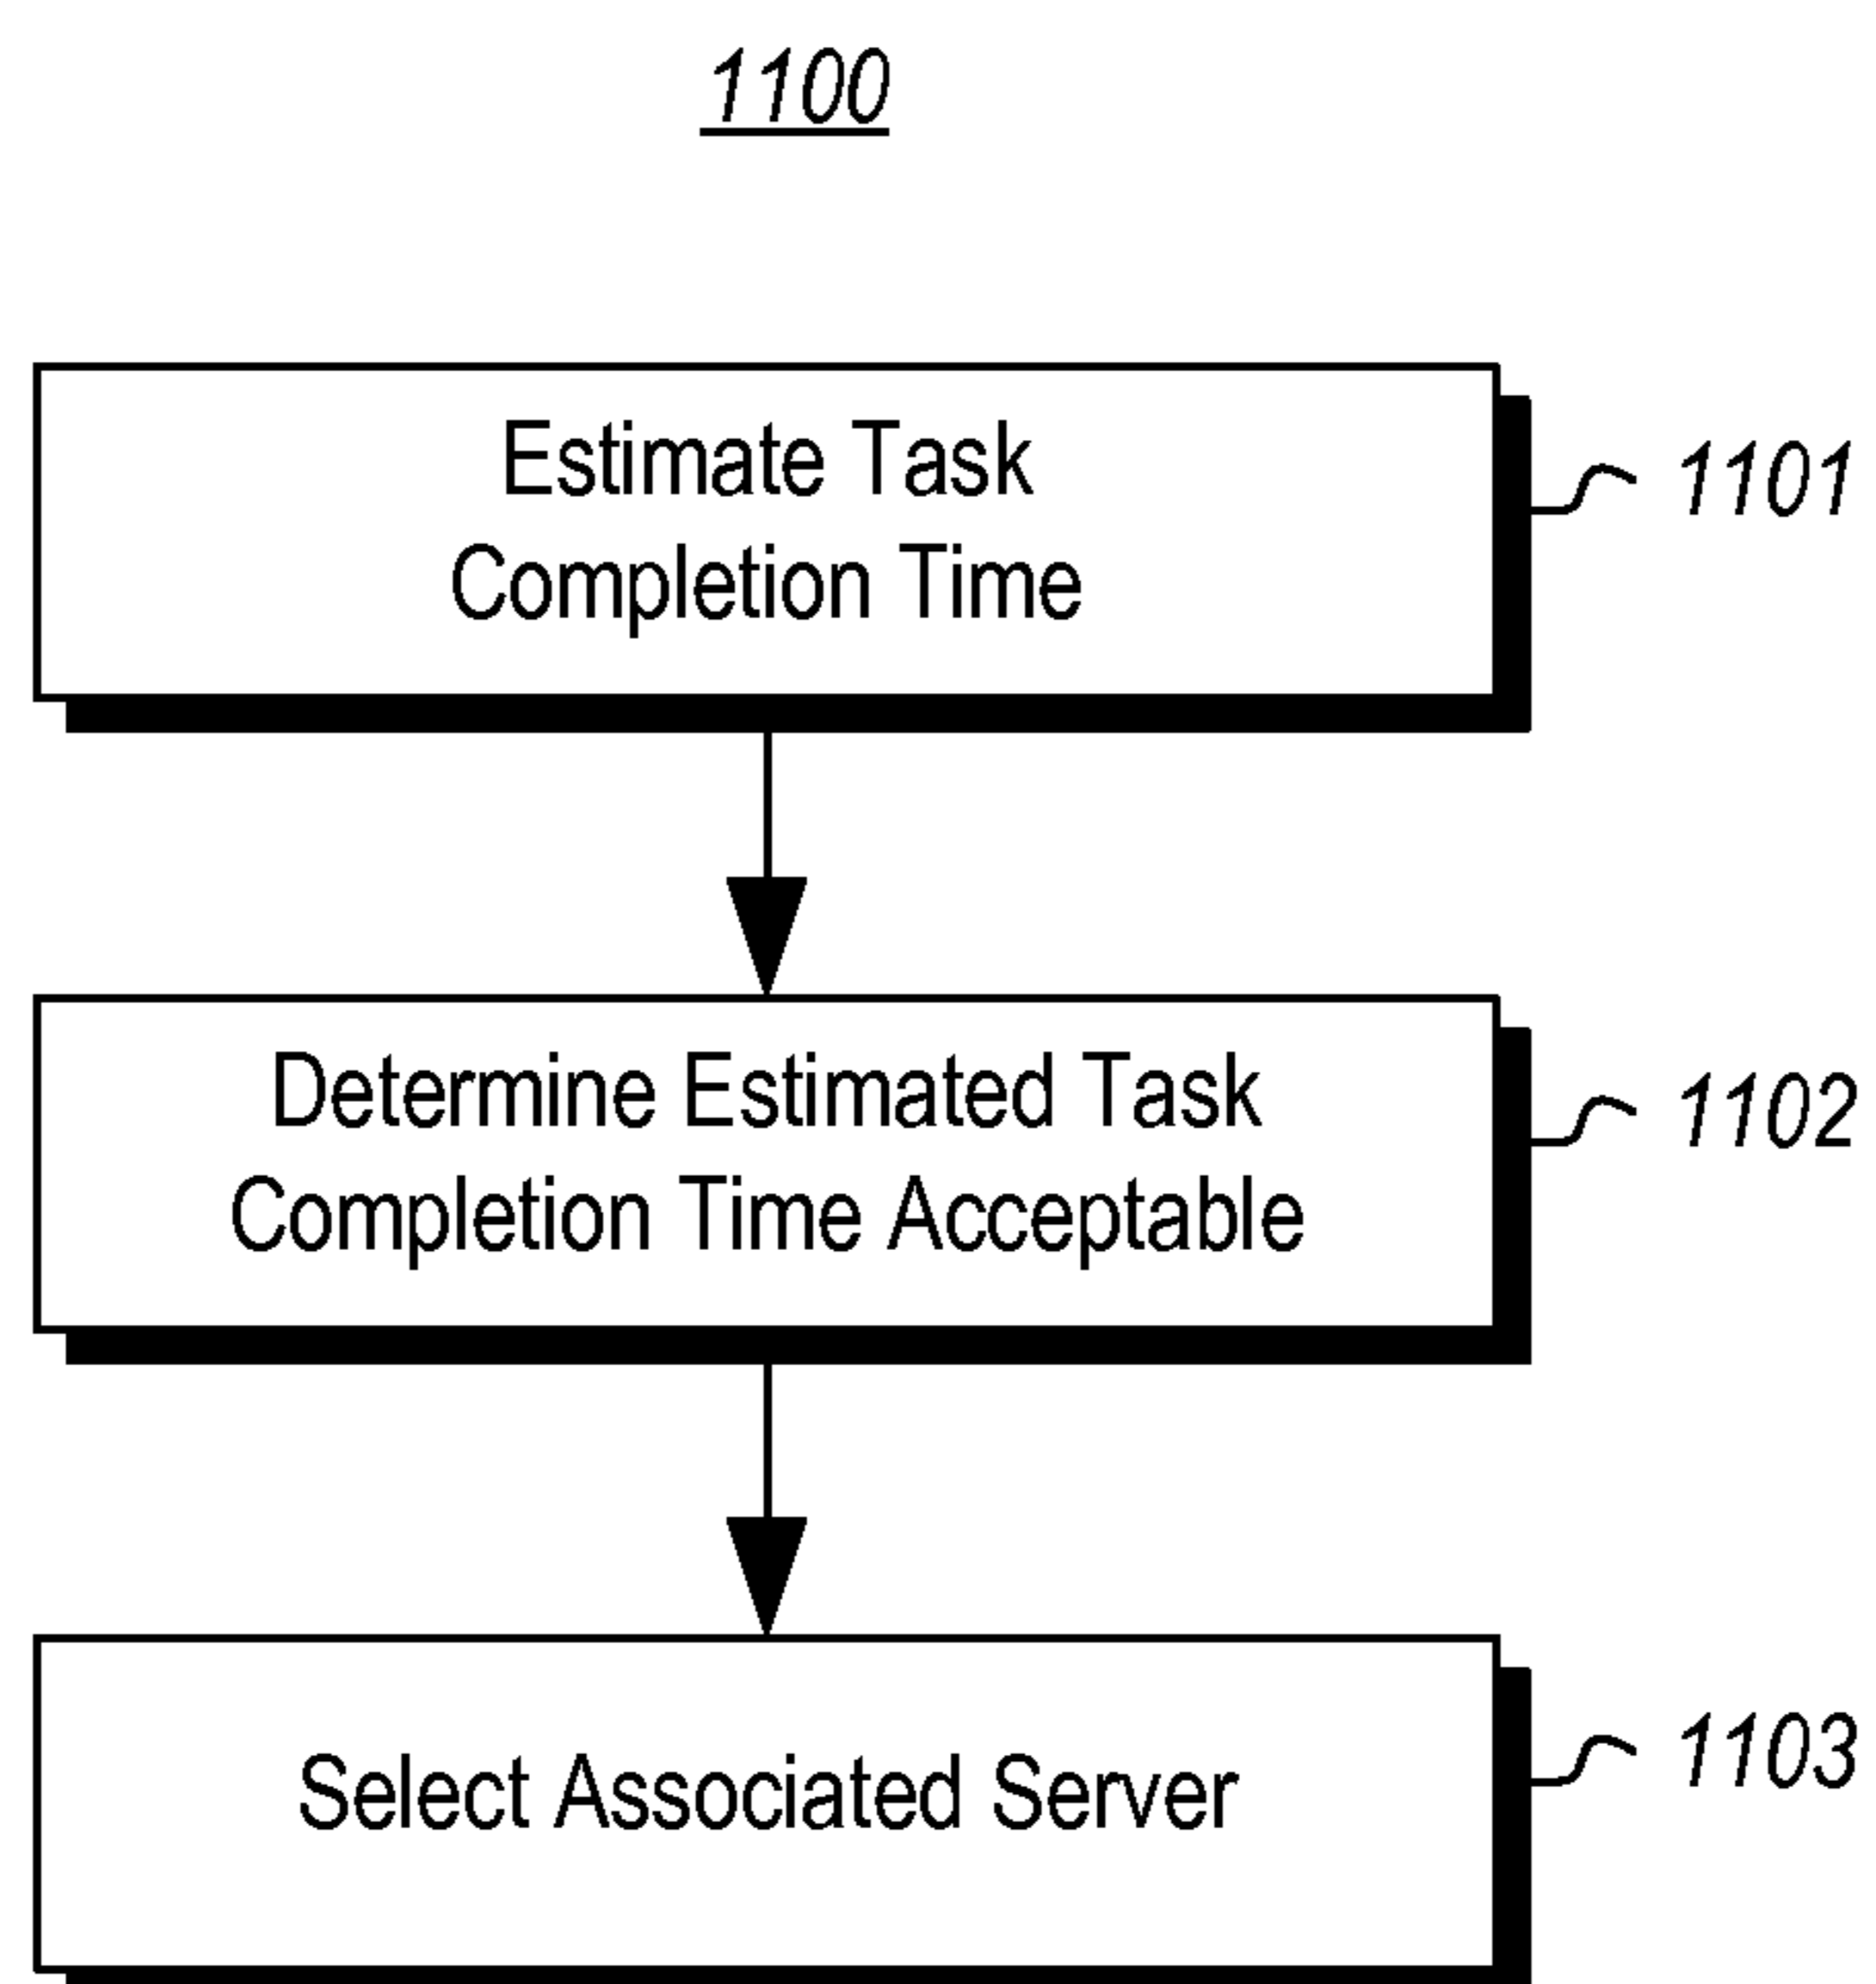 1100
Estimate Task
Completion Time
1101
Determine Estimated Task
Completion Time Acceptable
1102
Select Associated Server
1103